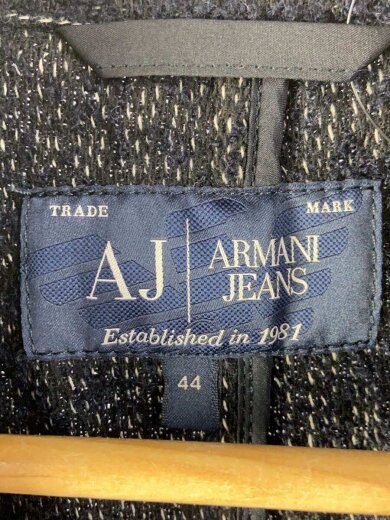 TRADE MARK
AJ ARMANI
JEANS
Established in 1981
44